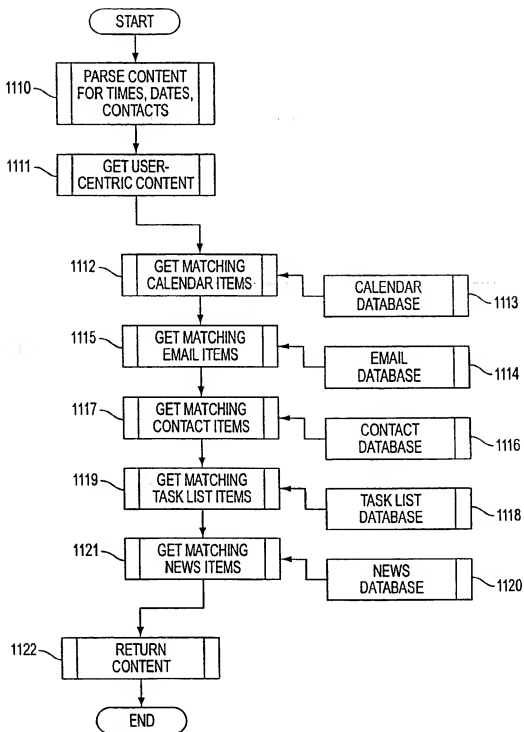 START
1110
PARSE CONTENT
FOR TIMES, DATES,
CONTACTS
1111
GET USER-
CENTRIC CONTENT
1112
GET MATCHING
CALENDAR ITEMS
CALENDAR
DATABASE
1113
1115
GET MATCHING
EMAIL ITEMS
EMAIL
DATABASE
1114
1117
GET MATCHING
CONTACT ITEMS
CONTACT
DATABASE
1116
1119
GET MATCHING
TASK LIST ITEMS
TASK LIST
DATABASE
1118
1121
GET MATCHING
NEWS ITEMS
NEWS
DATABASE
1120
1122
RETURN
CONTENT
END